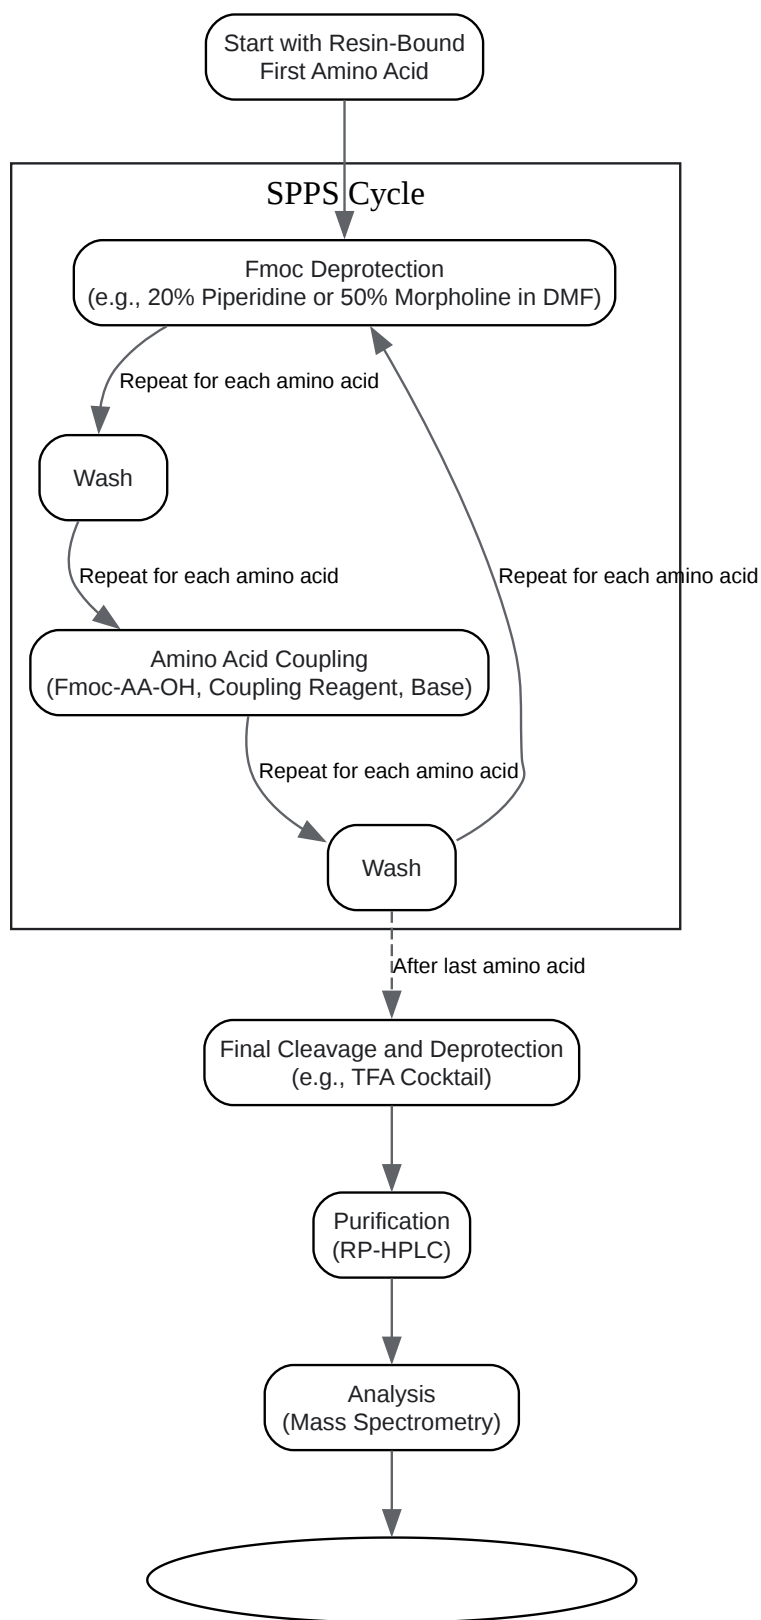 Start with Resin-Bound
First Amino Acid
SPPS Cycle
Fmoc Deprotection
(e.g., 20% Piperidine or 50% Morpholine in DMF)
Repeat for each amino acid
Wash
Repeat for each amino acid
Repeat for each amino acid
Amino Acid Coupling
(Fmoc-AA-OH, Coupling Reagent, Base)
Repeat for each amino acid
Wash
After last amino acid
Final Cleavage and Deprotection
(e.g., TFA Cocktail)
Purification
(RP-HPLC)
Analysis
(Mass Spectrometry)